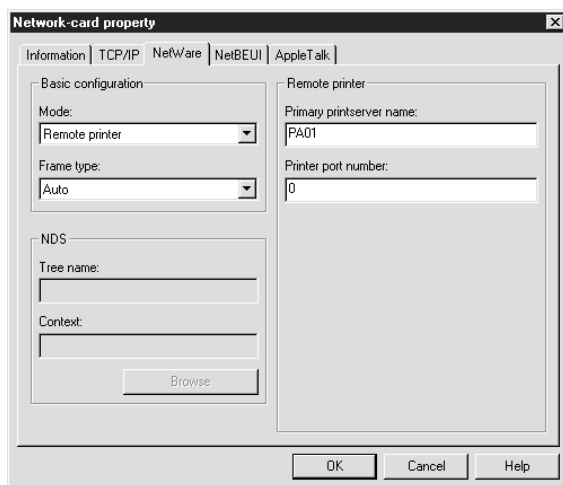 Network-card property
Information TCP/IP NetWare NetBEUI AppleTalk
Basic configuration
Mode:
Remote printer
Frame type:
Auto
NDS
Tree name:
Context:
Browse
Remote printer
Primary printserver name:
PA01
Printer port number:
0
OK Cancel Help